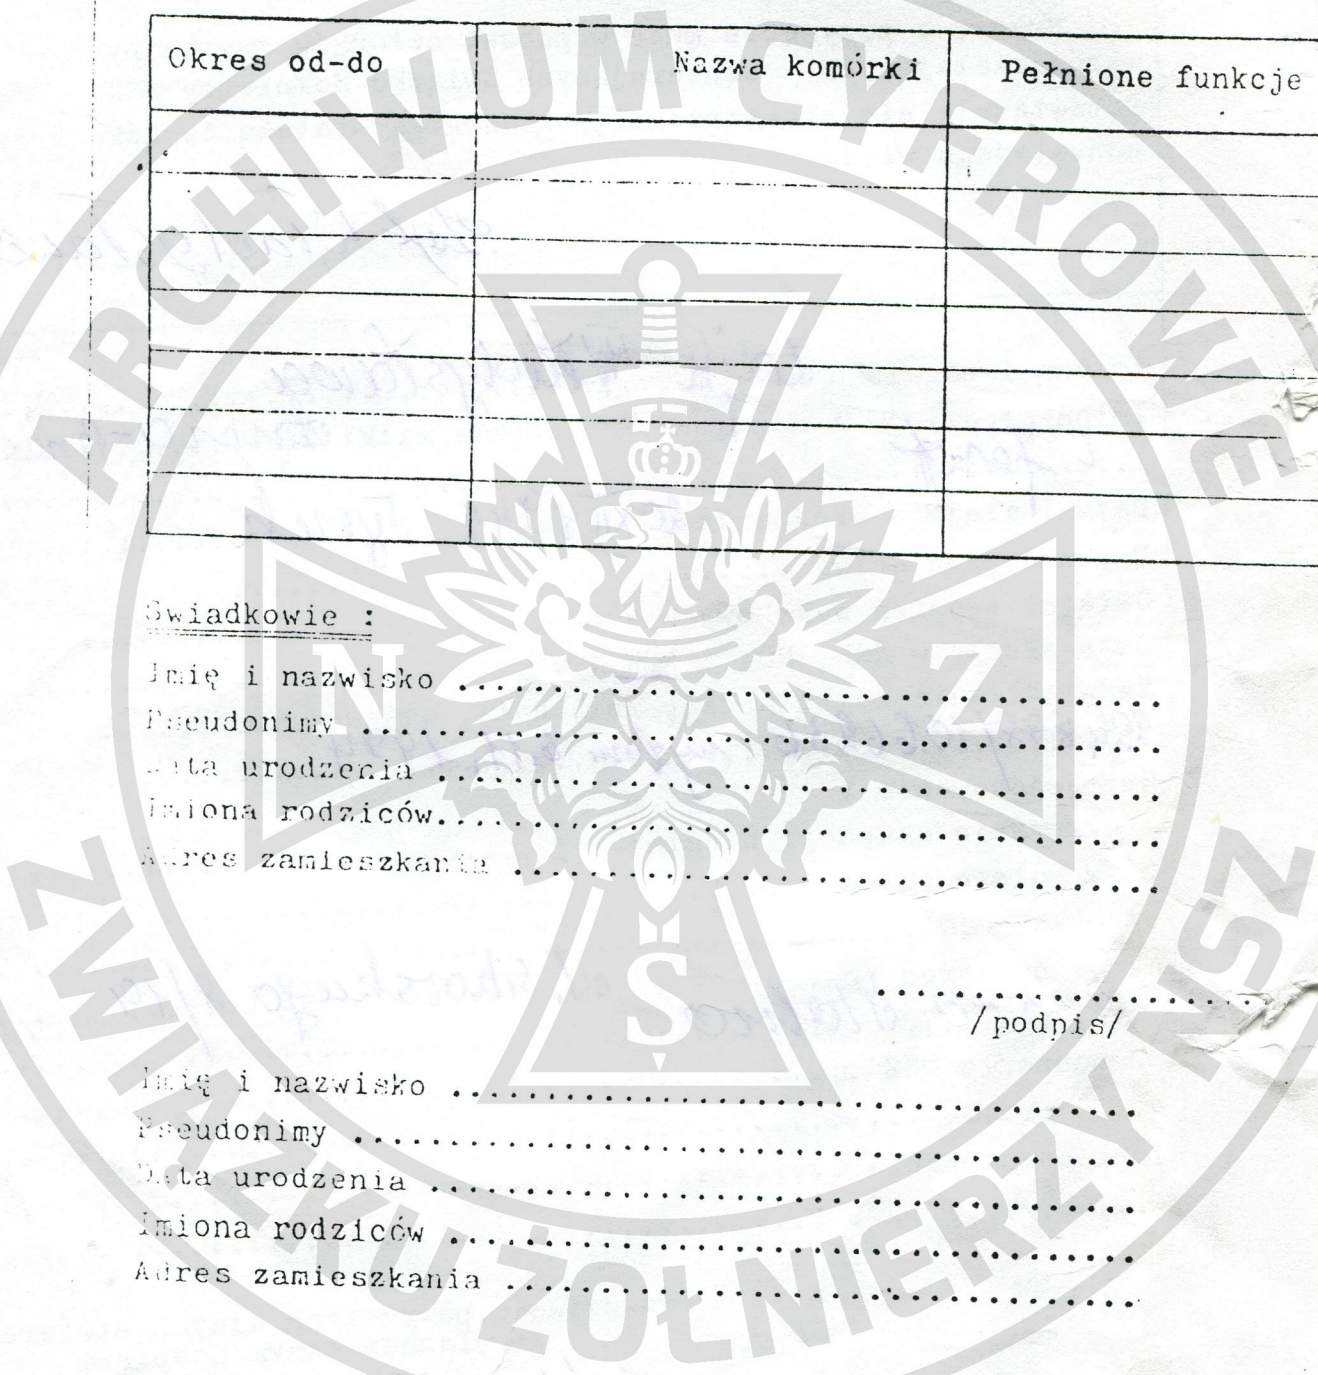 Okres od-do Nazwa komórki Pełnione funkcje
Swiadkowie :
Imię i nazwisko ........................................
Pseudonimy ........................................
Data urodzenia ........................................
Imiona rodziców........................................
Adres zamieszkania ........................................
........................
/podpis/
Imię i nazwisko ........................................
Pseudonimy ........................................
Data urodzenia ........................................
Imiona rodziców ........................................
Adres zamieszkania ........................................
ARCHIWUM CYFROWE
ZWIĄZKU ŻOŁNIERZY NSZ
N Z
S